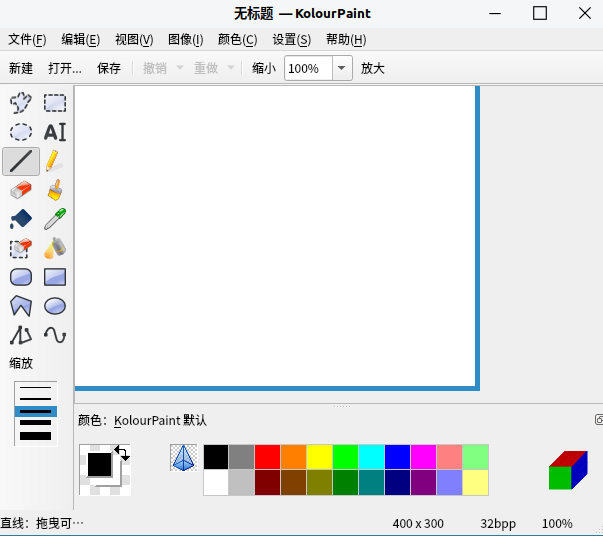 无标题 — KolourPaint
文件(F) 编辑(E) 视图(V) 图像(I) 颜色(C) 设置(S) 帮助(H)
新建 打开... 保存 撤销 重做 缩小 100% 放大
AI
缩放
颜色：KolourPaint 默认
直线：拖曳可⋯ 400 x 300 32bpp 100%